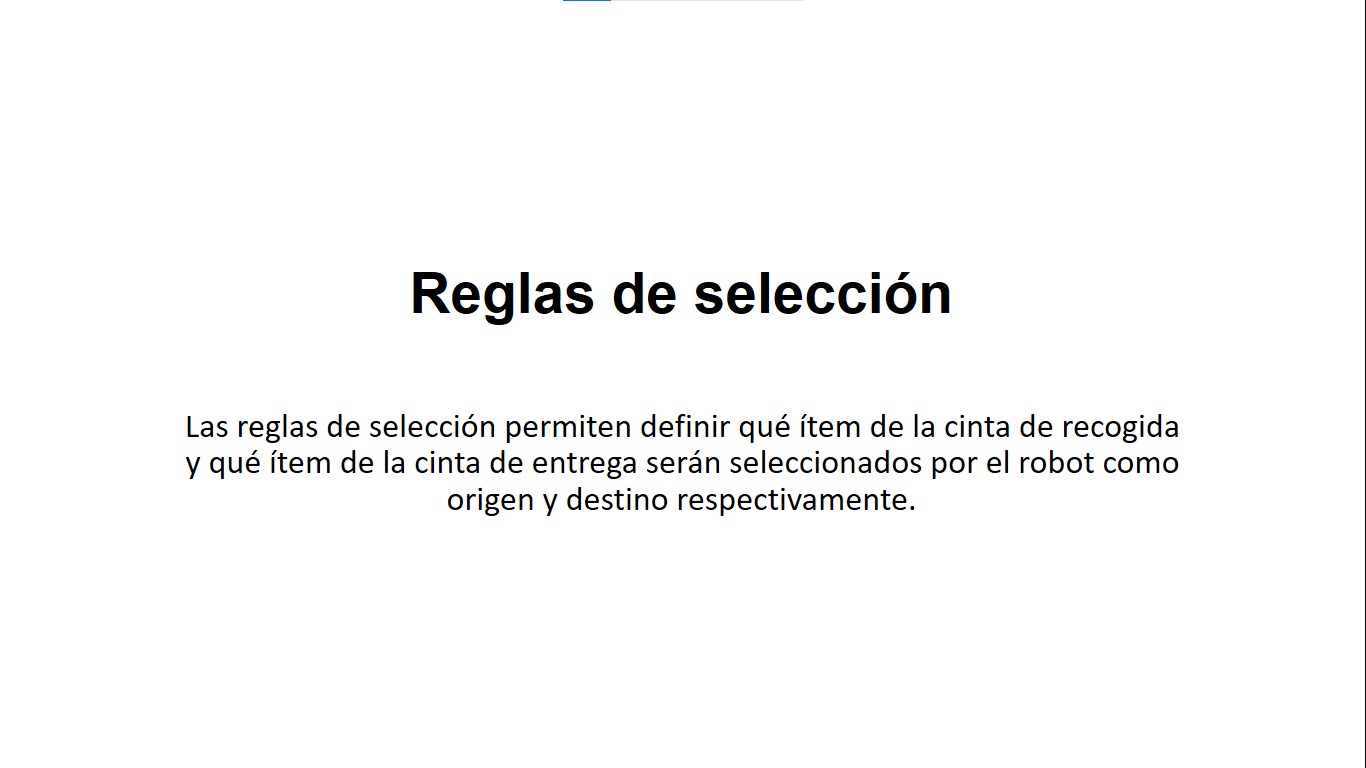 Reglas de selección
Las reglas de selección permiten definir qué ítem de la cinta de recogida
y qué ítem de la cinta de entrega serán seleccionados por el robot como
origen y destino respectivamente.